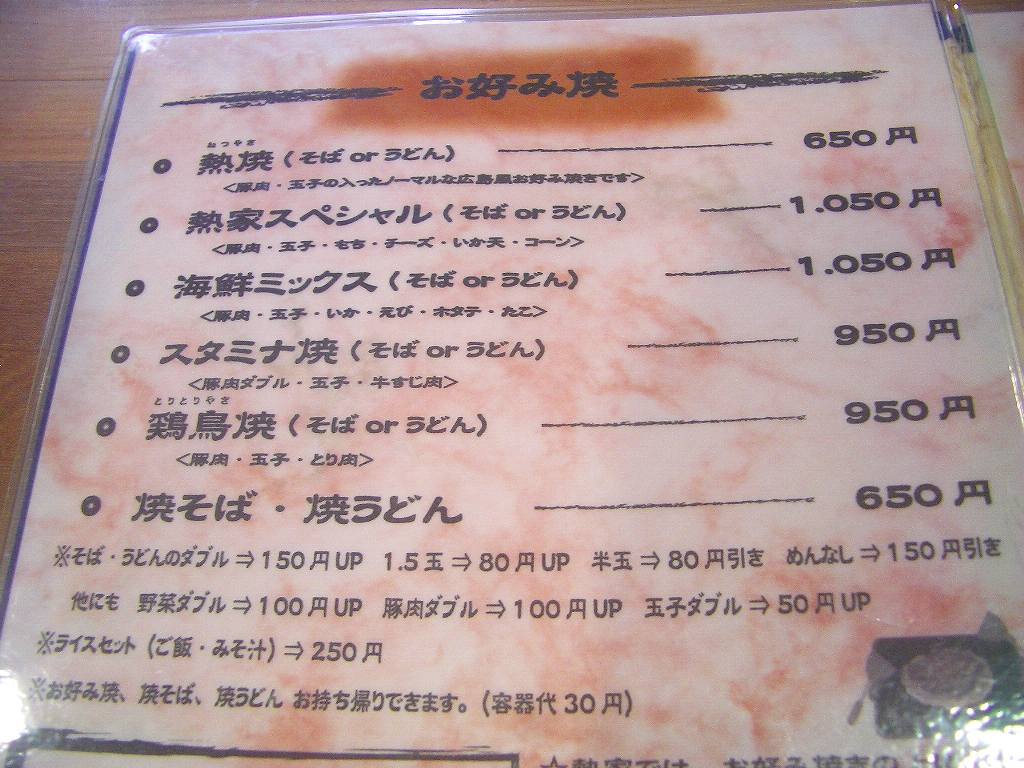 お好み焼
ねつやき
熱焼（そば or うどん） 650円
<豚肉・玉子の入ったノーマルな広島風お好み焼きです>
熱家スペシャル（そば or うどん） 1.050円
<豚肉・玉子・もち・チーズ・いか天・コーン>
海鮮ミックス（そば or うどん） 1.050円
<豚肉・玉子・いか・えび・ホタテ・たこ>
スタミナ焼（そば or うどん） 950円
<豚肉ダブル・玉子・牛すじ肉>
とりとりやき
鶏鳥焼（そば or うどん） 950円
<豚肉・玉子・とり肉>
焼そば・焼うどん 650円
※そば・うどんのダブル⇒150円UP 1.5玉⇒80円UP 半玉⇒80円引き めんなし⇒150円引き
他にも 野菜ダブル⇒100円UP 豚肉ダブル⇒100円UP 玉子ダブル⇒50円UP
※ライスセット（ご飯・みそ汁）⇒250円
※お好み焼、焼そば、焼うどん お持ち帰りできます。（容器代30円）
☆熱家では、お好み焼きの